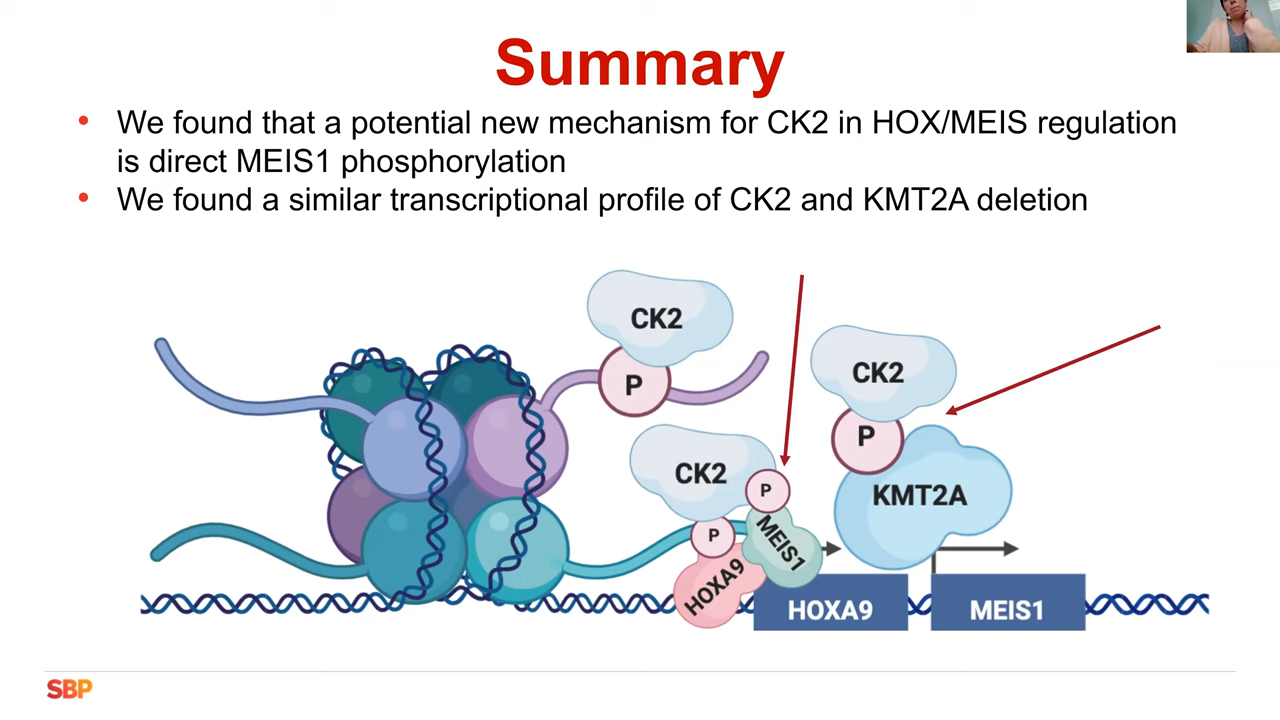 Summary
• We found that a potential new mechanism for CK2 in HOX/MEIS regulation
is direct MEIS1 phosphorylation
• We found a similar transcriptional profile of CK2 and KMT2A deletion
CK2
P
CK2
P
CK2
P
P
KMT2A
MEIS1
HOXA9
HOXA9
MEIS1
SBP